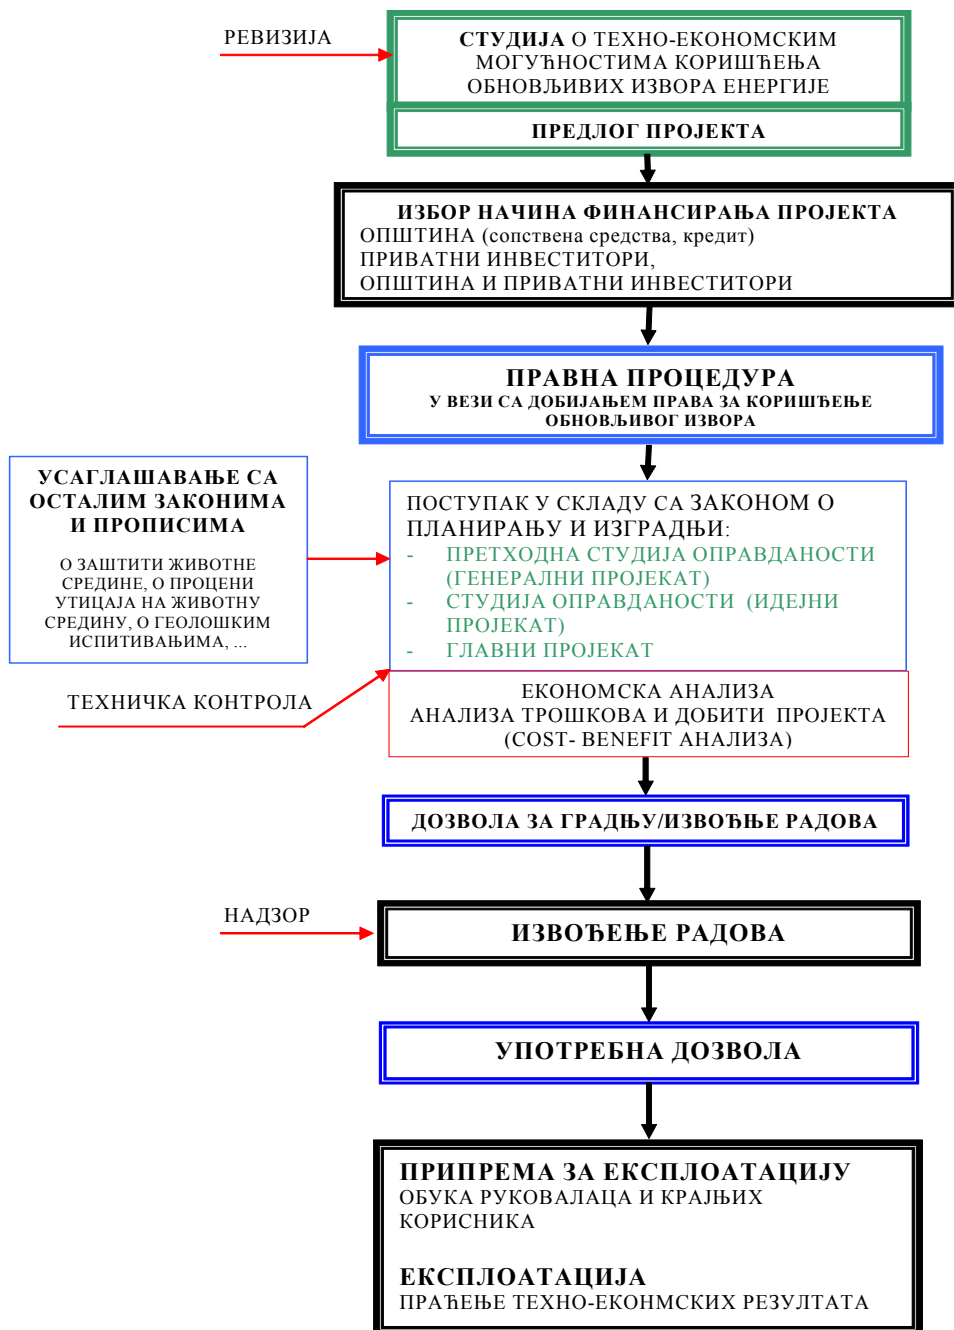 РЕВИЗИЈА
СТУДИЈА О ТЕХНО-ЕКОНОМСКИМ
МОГУЋНОСТИМА КОРИШЋЕЊА
ОБНОВЉИВИХ ИЗВОРА ЕНЕРГИЈЕ
ПРЕДЛОГ ПРОЈЕКТА
ИЗБОР НАЧИНА ФИНАНСИРАЊА ПРОЈЕКТА
ОПШТИНА (сопствена средства, кредит)
ПРИВАТНИ ИНВЕСТИТОРИ,
ОПШТИНА И ПРИВАТНИ ИНВЕСТИТОРИ
ПРАВНА ПРОЦЕДУРА
У ВЕЗИ СА ДОБИЈАЊЕМ ПРАВА ЗА КОРИШЋЕЊЕ
ОБНОВЉИВОГ ИЗВОРА
УСАГЛАШАВАЊЕ СА
ОСТАЛИМ ЗАКОНИМА
И ПРОПИСИМА
О ЗАШТИТИ ЖИВОТНЕ
СРЕДИНЕ, О ПРОЦЕНИ
УТИЦАЈА НА ЖИВОТНУ
СРЕДИНУ, О ГЕОЛОШКИМ
ИСПИТИВАЊИМА, ...
ПОСТУПАК У СКЛАДУ СА ЗАКОНОМ О
ПЛАНИРАЊУ И ИЗГРАДЊИ:
- ПРЕТХОДНА СТУДИЈА ОПРАВДАНОСТИ
(ГЕНЕРАЛНИ ПРОЈЕКАТ)
- СТУДИЈА ОПРАВДАНОСТИ (ИДЕЈНИ
ПРОЈЕКАТ)
- ГЛАВНИ ПРОЈЕКАТ
ТЕХНИЧКА КОНТРОЛА
ЕКОНОМСКА АНАЛИЗА
АНАЛИЗА ТРОШКОВА И ДОБИТИ ПРОЈЕКТА
(COST- BENEFIT АНАЛИЗА)
ДОЗВОЛА ЗА ГРАДЊУ/ИЗВОЂЊЕ РАДОВА
НАДЗОР
ИЗВОЂЕЊЕ РАДОВА
УПОТРЕБНА ДОЗВОЛА
ПРИПРЕМА ЗА ЕКСПЛОАТАЦИЈУ
ОБУКА РУКОВАЛАЦА И КРАЈЊИХ
КОРИСНИКА
ЕКСПЛОАТАЦИЈА
ПРАЋЕЊЕ ТЕХНО-ЕКОНМСКИХ РЕЗУЛТАТА